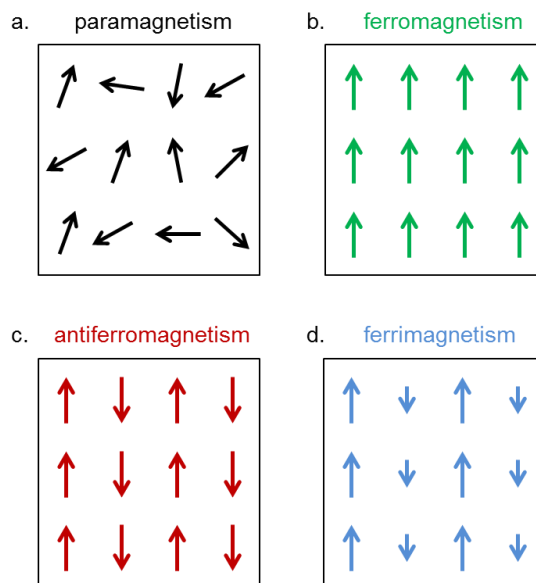 a. paramagnetism
b. ferromagnetism
c. antiferromagnetism
d. ferrimagnetism